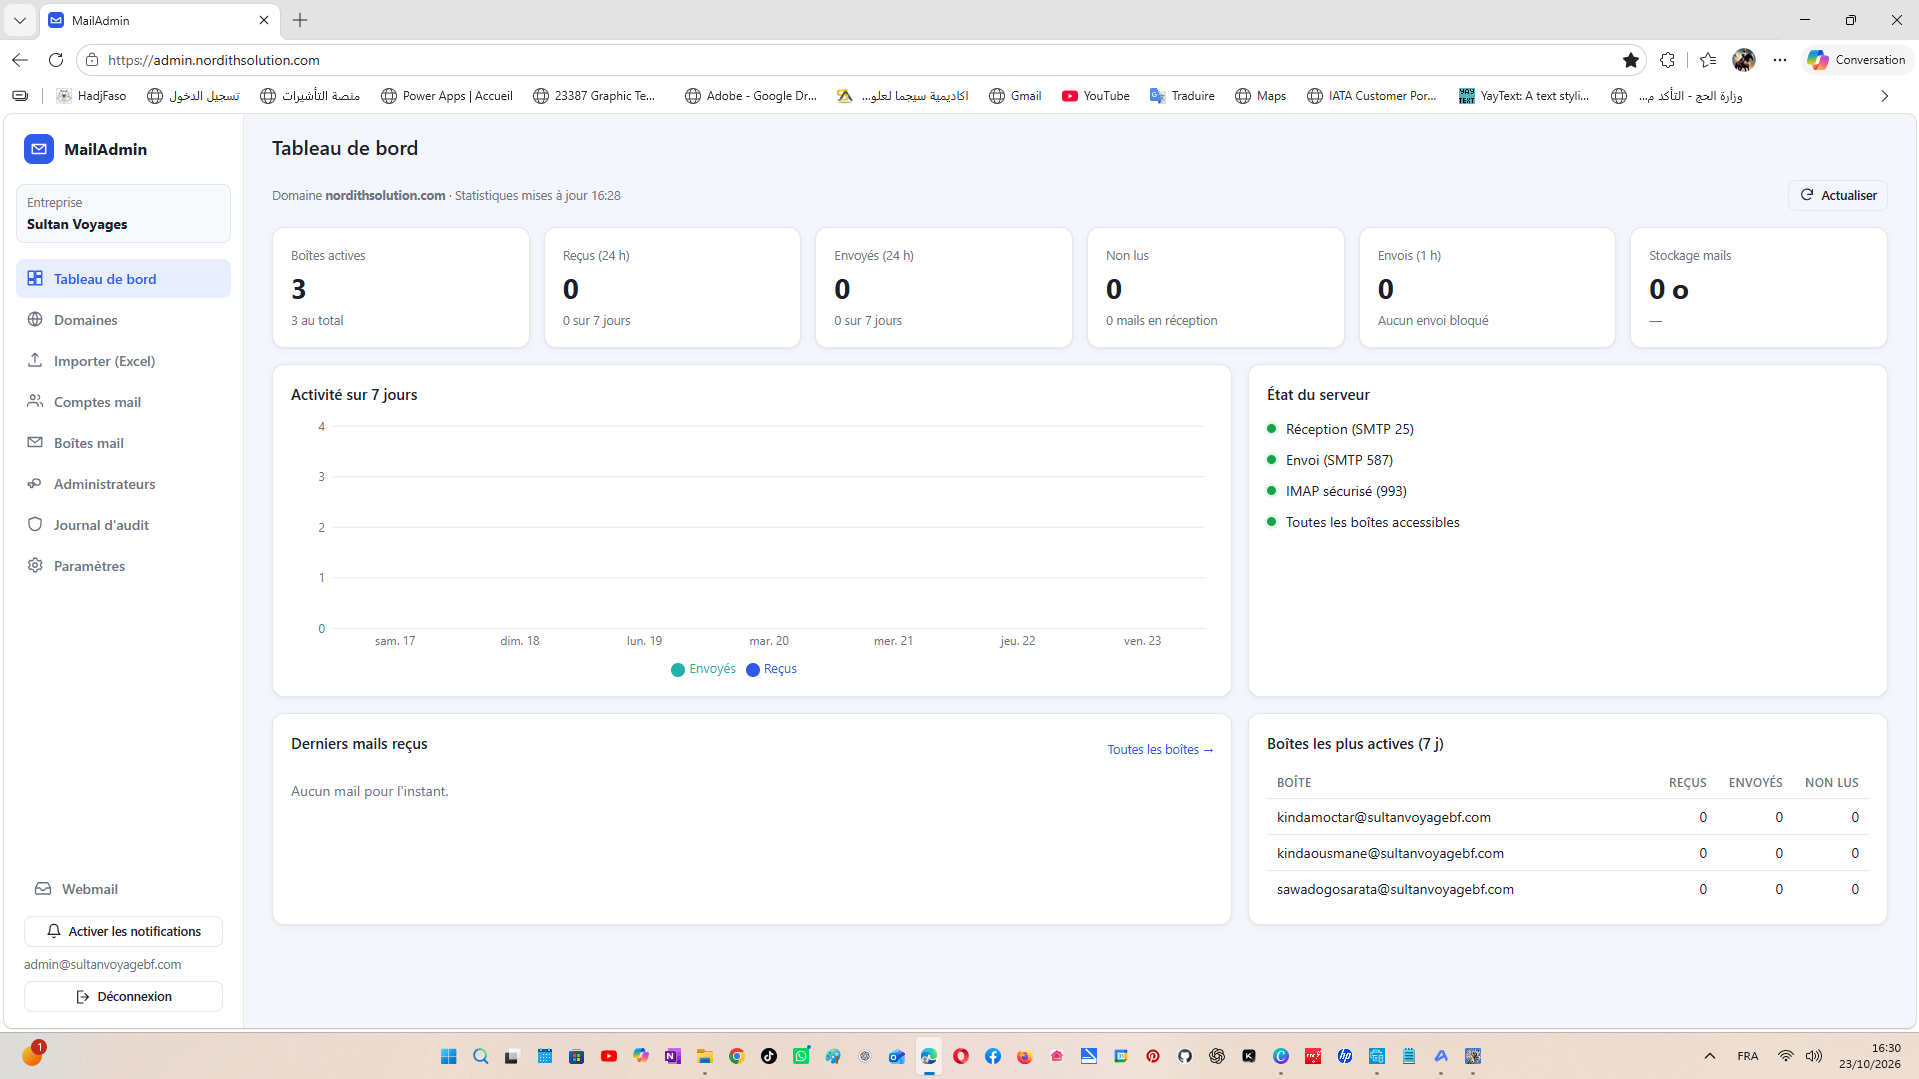 MailAdmin
https://admin.nordithsolution.com
Conversation
HadjFaso
تسجيل الدخول
منصة التأشيرات
Power Apps | Accueil
23387 Graphic Te...
Adobe - Google Dr...
اكاديمية سيجما لعلو...
Gmail
YouTube
Traduire
Maps
IATA Customer Por...
YAY TEXT
YayText: A text styli...
وزارة الحج - التأكد م...
MailAdmin
Entreprise
Sultan Voyages
Tableau de bord
Domaines
Importer (Excel)
Comptes mail
Boîtes mail
Administrateurs
Journal d'audit
Paramètres
Webmail
Activer les notifications
admin@sultanvoyagebf.com
Déconnexion
Tableau de bord
Domaine nordithsolution.com · Statistiques mises à jour 16:28
Actualiser
Boîtes actives
3
3 au total
Reçus (24 h)
0
0 sur 7 jours
Envoyés (24 h)
0
0 sur 7 jours
Non lus
0
0 mails en réception
Envois (1 h)
0
Aucun envoi bloqué
Stockage mails
0 o
—
Activité sur 7 jours
4
3
2
1
0
sam. 17 dim. 18 lun. 19 mar. 20 mer. 21 jeu. 22 ven. 23
Envoyés Reçus
État du serveur
Réception (SMTP 25)
Envoi (SMTP 587)
IMAP sécurisé (993)
Toutes les boîtes accessibles
Derniers mails reçus
Toutes les boîtes →
Aucun mail pour l'instant.
Boîtes les plus actives (7 j)
BOÎTE REÇUS ENVOYÉS NON LUS
kindamoctar@sultanvoyagebf.com 0 0 0
kindaousmane@sultanvoyagebf.com 0 0 0
sawadogosarata@sultanvoyagebf.com 0 0 0
1
FRA
16:30
23/10/2026